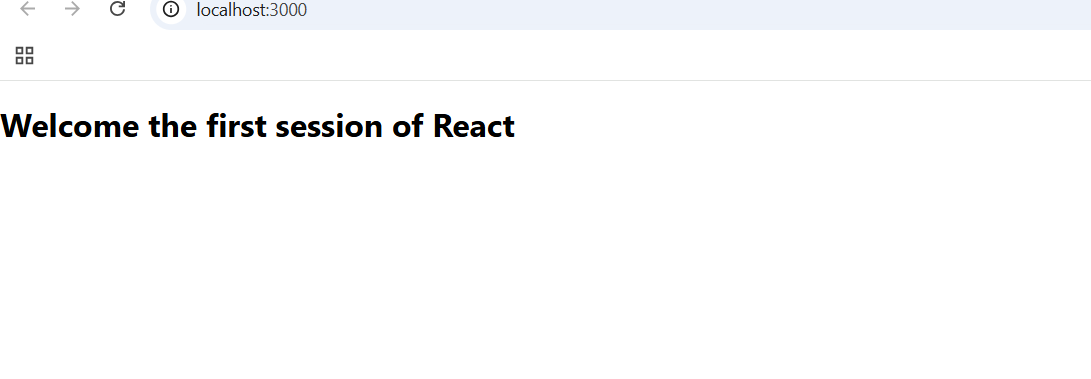 localhost:3000
Welcome the first session of React